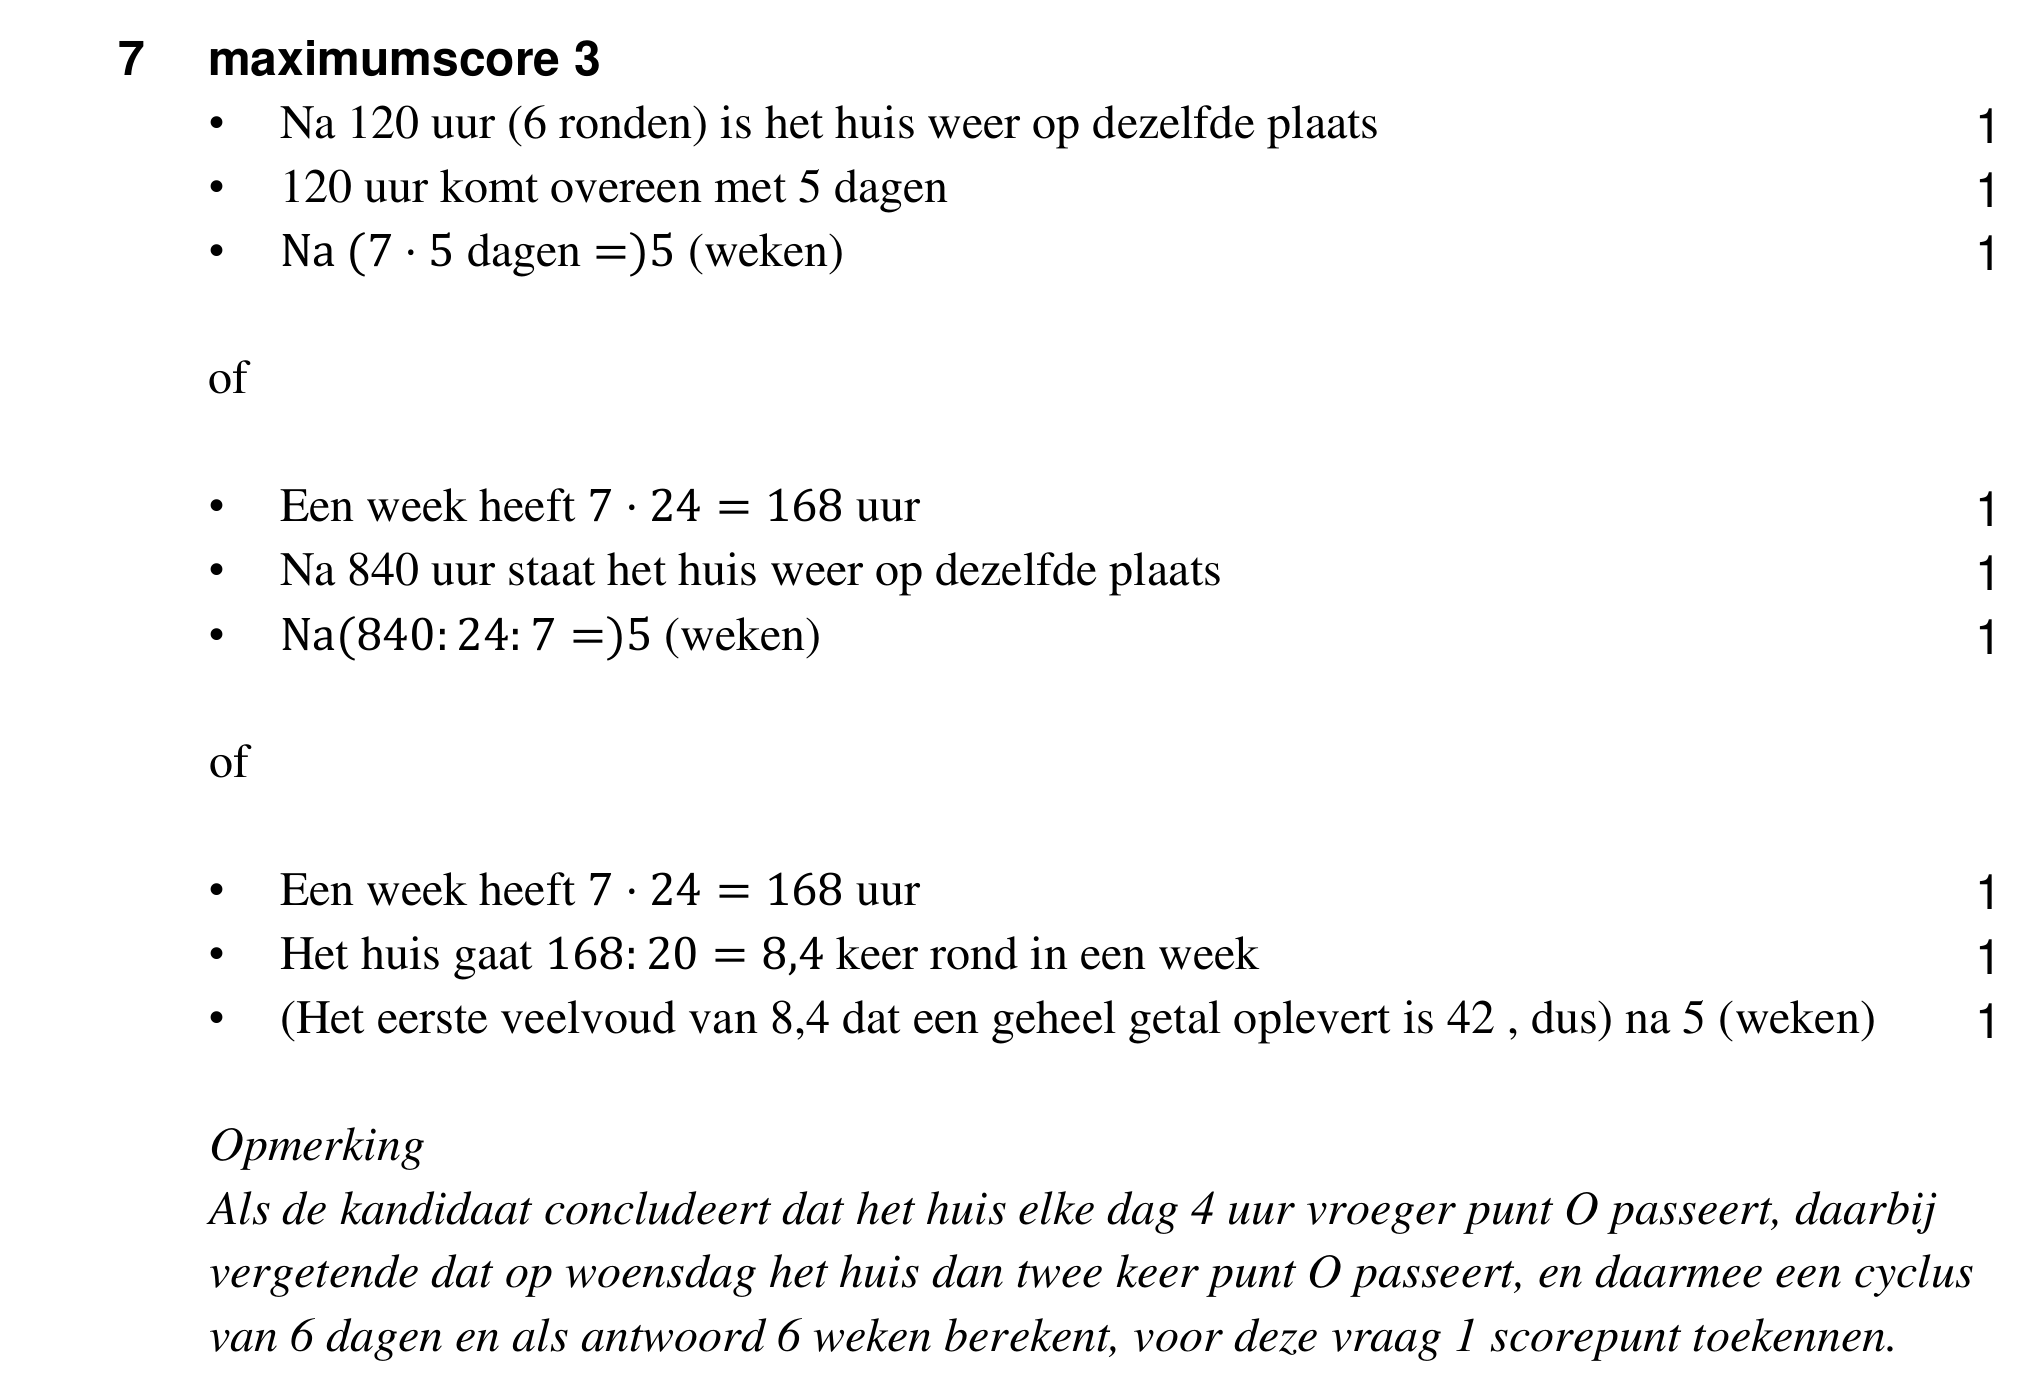 7 maximumscore 3
• Na 120 uur (6 ronden) is het huis weer op dezelfde plaats 1
• 120 uur komt overeen met 5 dagen 1
• Na (7 · 5 dagen =)5 (weken) 1
of
• Een week heeft 7 · 24 = 168 uur 1
• Na 840 uur staat het huis weer op dezelfde plaats 1
• Na(840: 24: 7 =)5 (weken) 1
of
• Een week heeft 7 · 24 = 168 uur 1
• Het huis gaat 168: 20 = 8,4 keer rond in een week 1
• (Het eerste veelvoud van 8,4 dat een geheel getal oplevert is 42 , dus) na 5 (weken) 1
Opmerking
Als de kandidaat concludeert dat het huis elke dag 4 uur vroeger punt O passeert, daarbij
vergetende dat op woensdag het huis dan twee keer punt O passeert, en daarmee een cyclus
van 6 dagen en als antwoord 6 weken berekent, voor deze vraag 1 scorepunt toekennen.